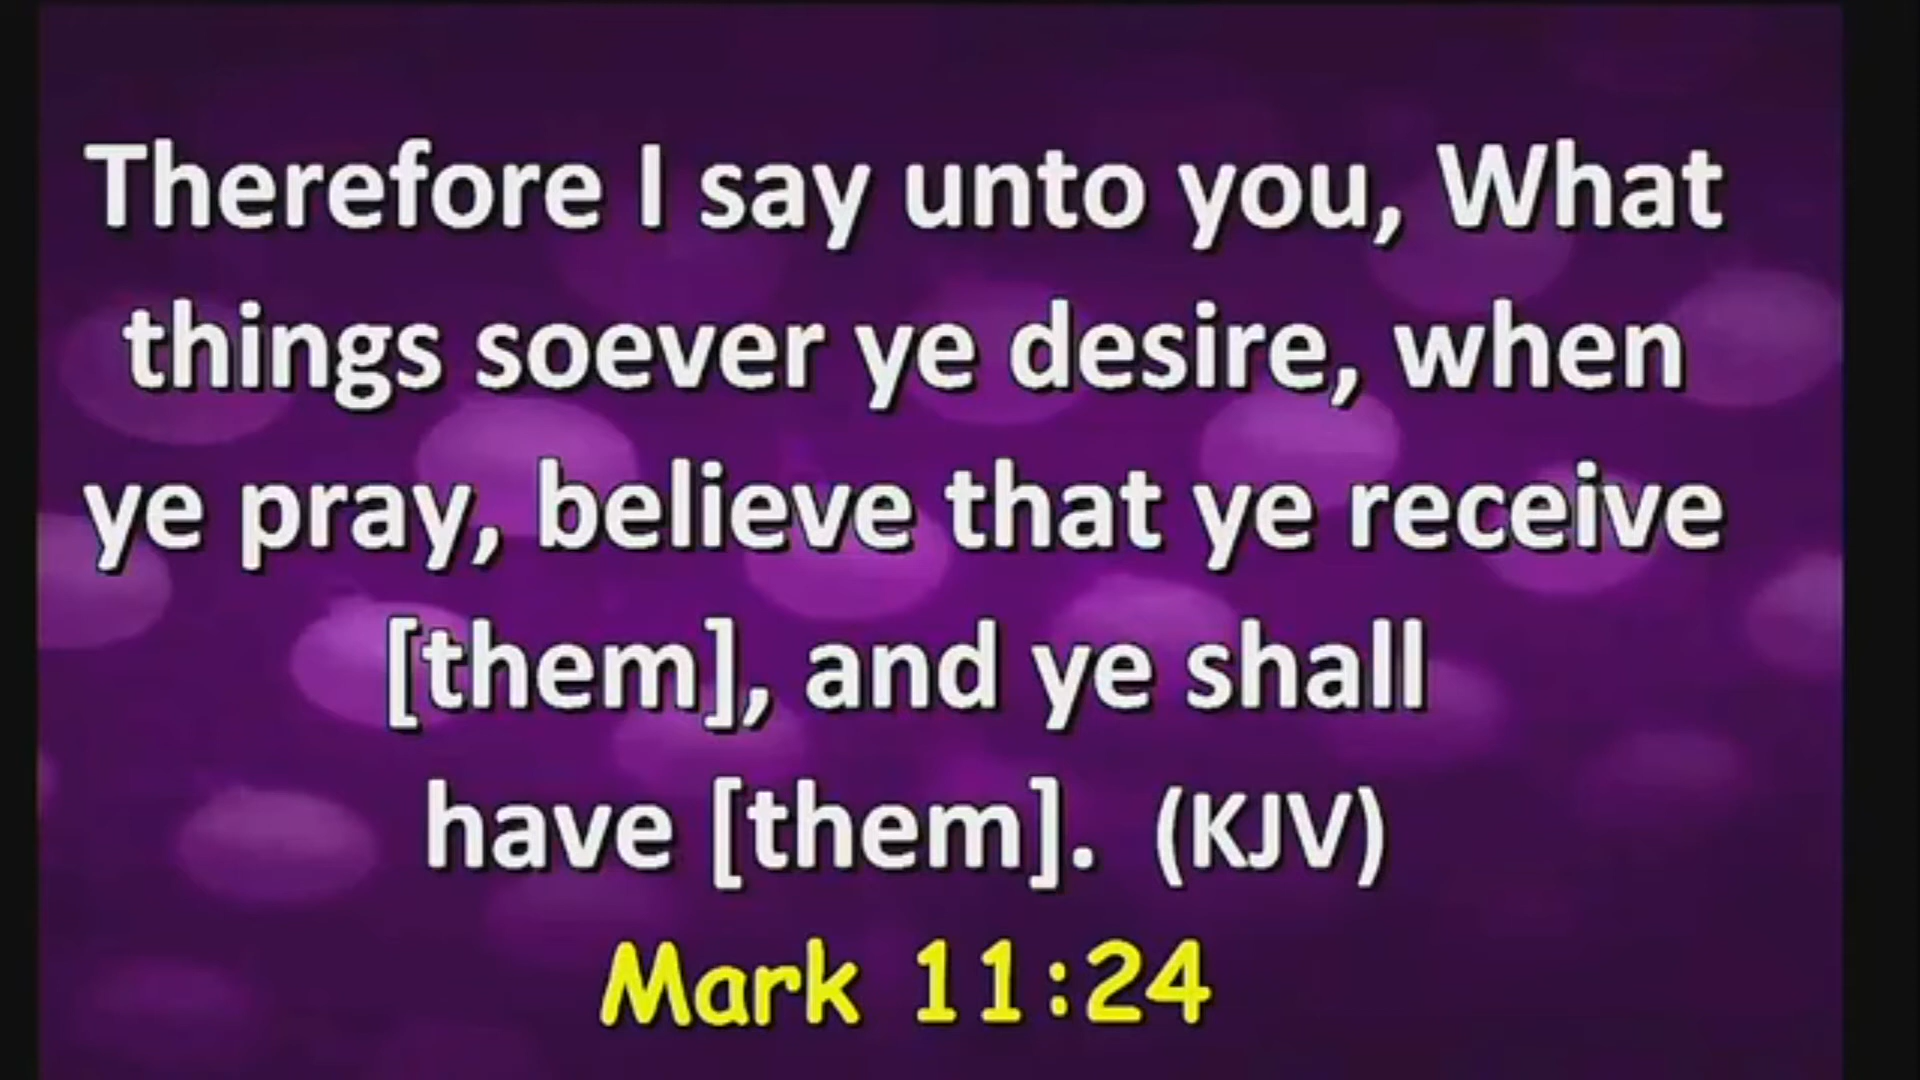 Therefore I say unto you, What
things soever ye desire, when
ye pray, believe that ye receive
[them], and ye shall
have [them].  (KJV)
Mark 11:24